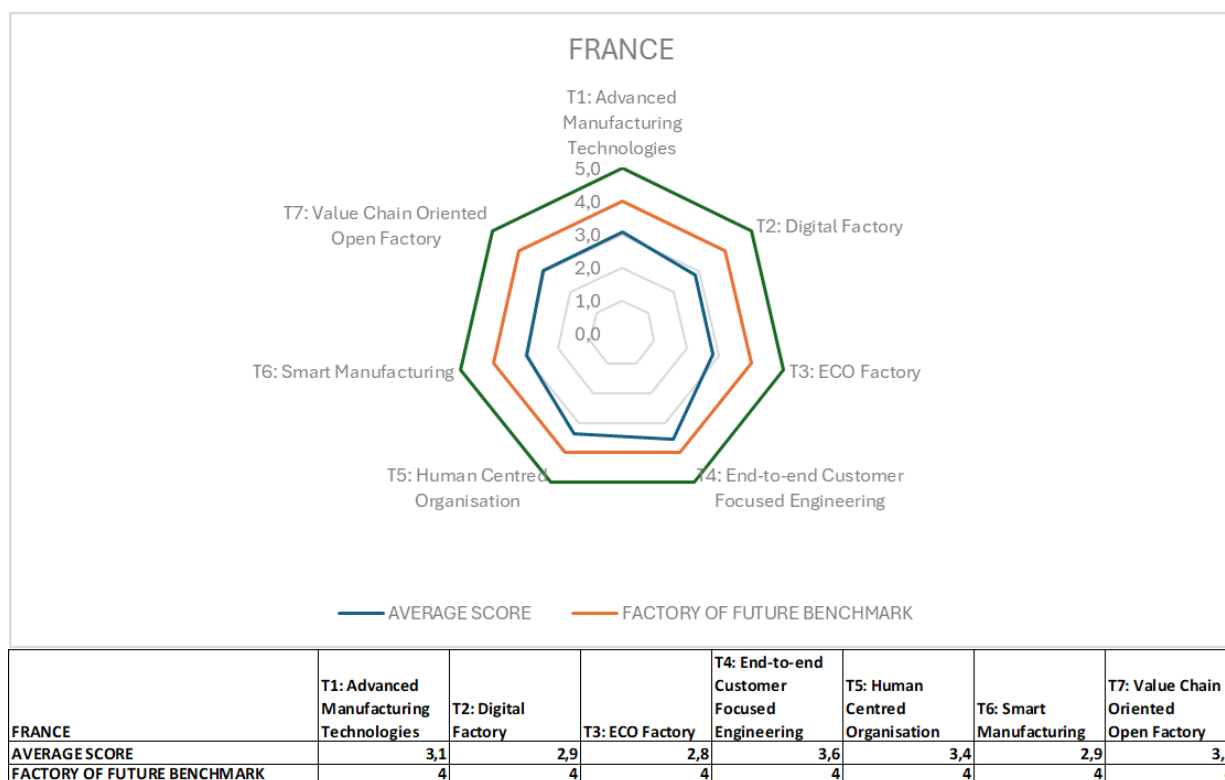 FRANCE
T1: Advanced
Manufacturing
Technologies
5,0
4,0
3,0
2,0
1,0
0,0
T2: Digital Factory
T3: ECO Factory
T4: End-to-end Customer
Focused Engineering
T5: Human Centred
Organisation
T6: Smart Manufacturing
T7: Value Chain Oriented
Open Factory
AVERAGE SCORE
FACTORY OF FUTURE BENCHMARK
FRANCE
T1: Advanced
Manufacturing
Technologies
T2: Digital
Factory
T3: ECO Factory
T4: End-to-end
Customer
Focused
Engineering
T5: Human
Centred
Organisation
T6: Smart
Manufacturing
T7: Value Chain
Oriented
Open Factory
AVERAGE SCORE 3,1 2,9 2,8 3,6 3,4 2,9 3,
FACTORY OF FUTURE BENCHMARK 4 4 4 4 4 4